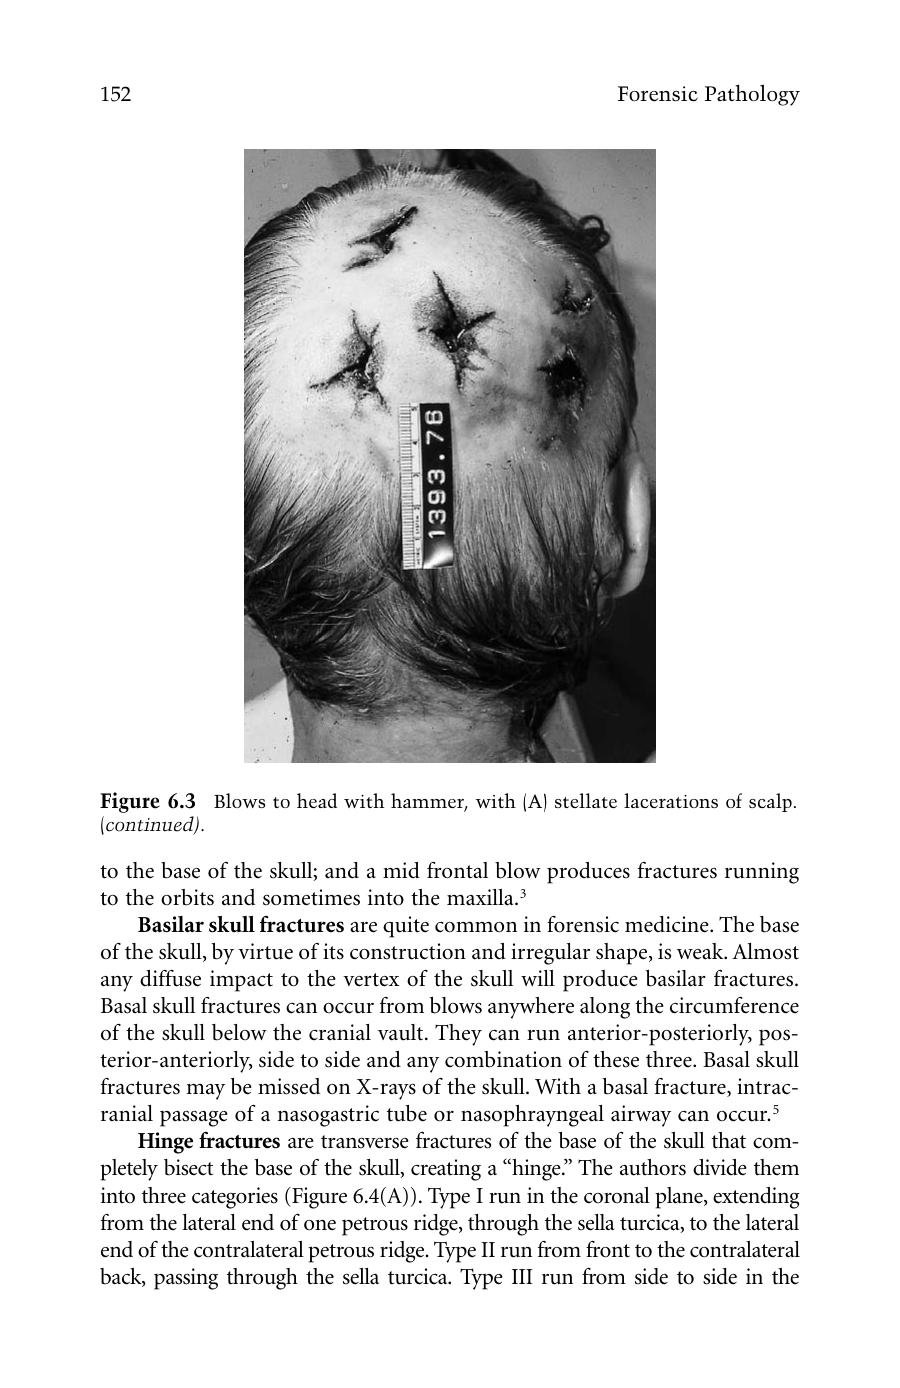 152
Forensic Pathology
1393.78
Figure 6.3 Blows to head with hammer, with (A) stellate lacerations of scalp.
(continued).
to the base of the skull; and a mid frontal blow produces fractures running
to the orbits and sometimes into the maxilla.3
Basilar skull fractures are quite common in forensic medicine. The base
of the skull, by virtue of its construction and irregular shape, is weak. Almost
any diffuse impact to the vertex of the skull will produce basilar fractures.
Basal skull fractures can occur from blows anywhere along the circumference
of the skull below the cranial vault. They can run anterior-posteriorly, pos-
terior-anteriorly, side to side and any combination of these three. Basal skull
fractures may be missed on X-rays of the skull. With a basal fracture, intrac-
ranial passage of a nasogastric tube or nasophrayngeal airway can occur.5
Hinge fractures are transverse fractures of the base of the skull that com-
pletely bisect the base of the skull, creating a “hinge.” The authors divide them
into three categories (Figure 6.4(A)). Type I run in the coronal plane, extending
from the lateral end of one petrous ridge, through the sella turcica, to the lateral
end of the contralateral petrous ridge. Type II run from front to the contralateral
back, passing through the sella turcica. Type III run from side to side in the